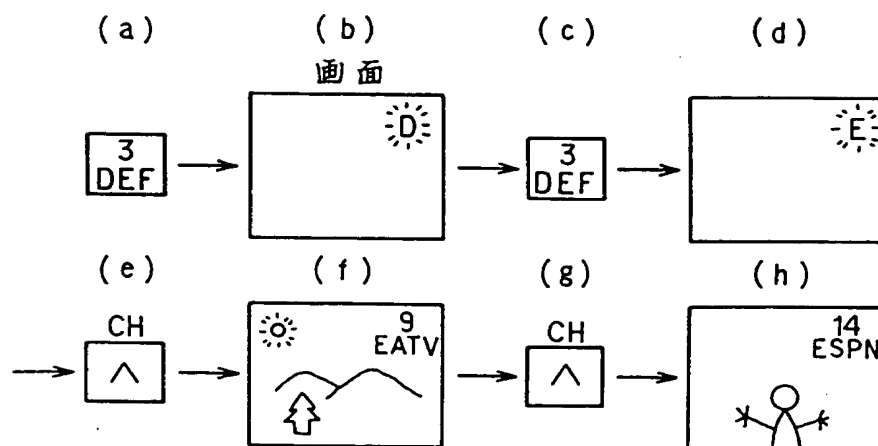 (a) (b) (c) (d)
画面
3
DEF
D
3
DEF
E
(e) (f) (g) (h)
CH
9
EATV
CH
14
ESPN